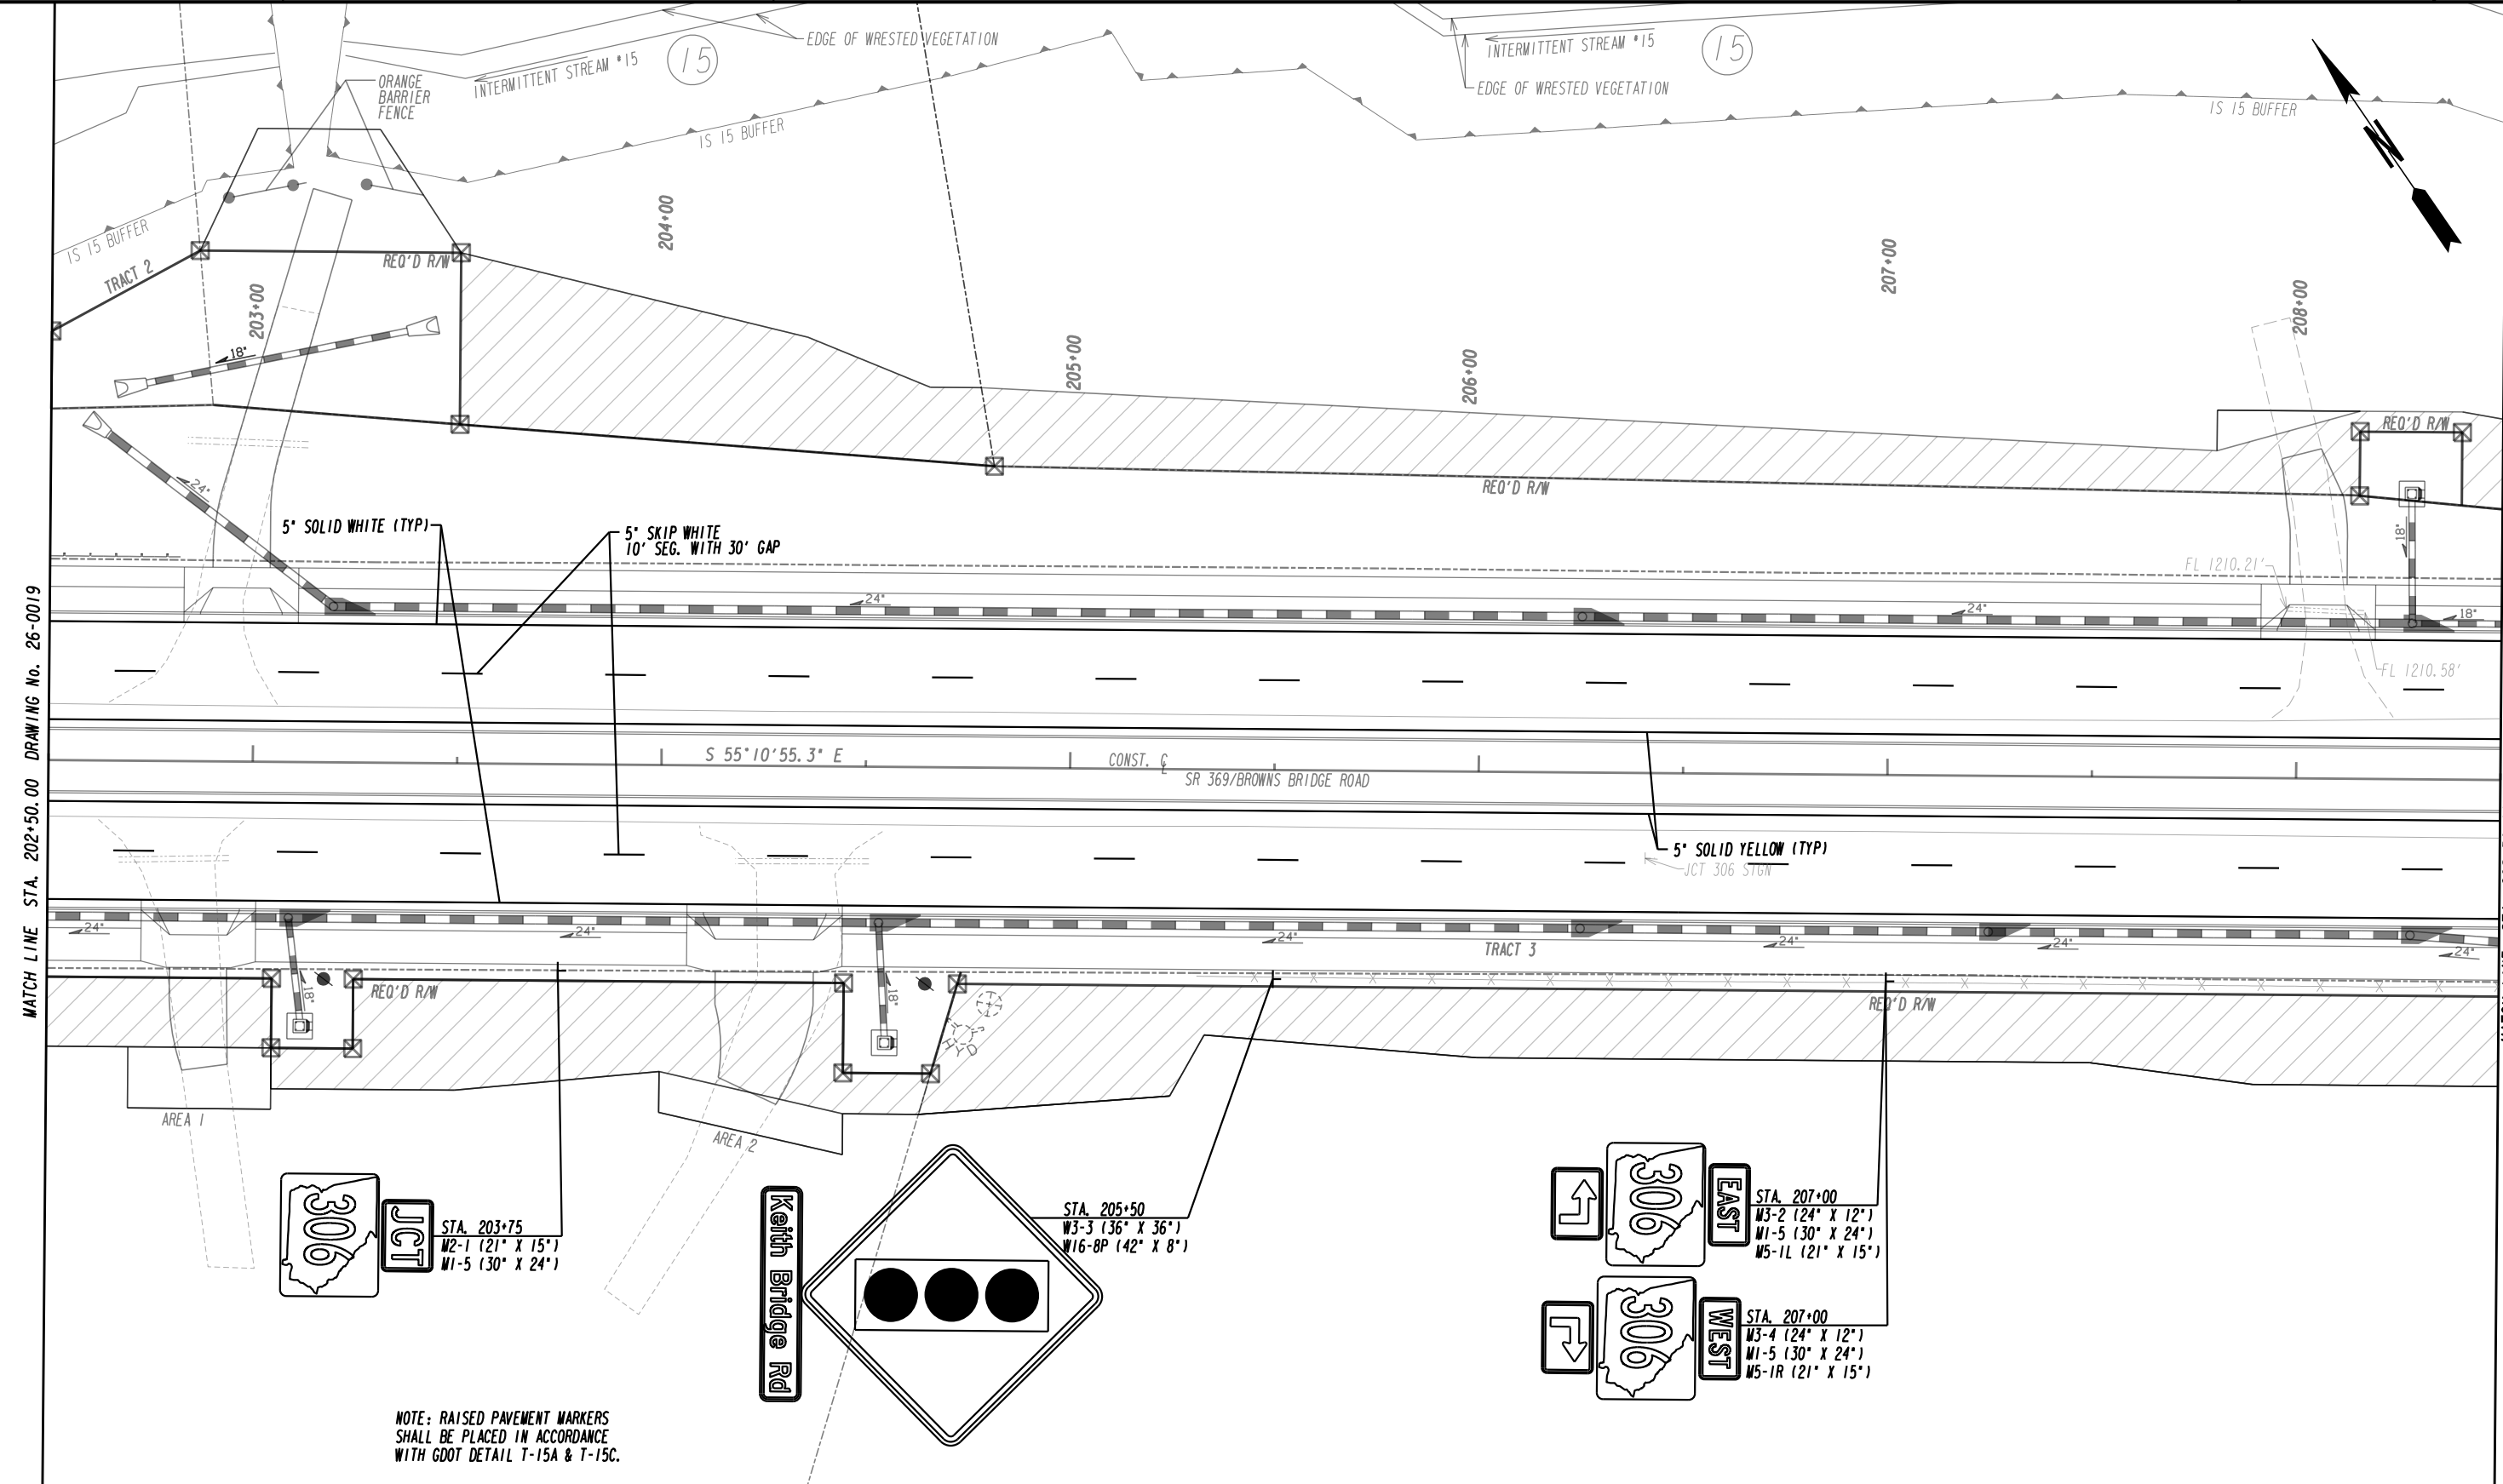 EDGE OF WRESTED VEGETATION
INTERMITTENT STREAM #15
15
INTERMITTENT STREAM #15
15
EDGE OF WRESTED VEGETATION
ORANGE
BARRIER
FENCE
IS 15 BUFFER
IS 15 BUFFER
IS 15 BUFFER
N
TRACT 2
REQ'D R/W
203+00
204+00
205+00
206+00
207+00
208+00
18"
24"
REQ'D R/W
REQ'D R/W
18"
5" SOLID WHITE (TYP)
5" SKIP WHITE
10' SEG. WITH 30' GAP
FL 1210.21'
24"
24"
18"
FL 1210.58'
MATCH LINE STA. 202+50.00 DRAWING No. 26-0019
S 55°10'55.3" E
CONST. ℄
SR 369/BROWNS BRIDGE ROAD
5" SOLID YELLOW (TYP)
JCT 306 SIGN
24"
24"
24"
24"
24"
24"
TRACT 3
18"
18"
REQ'D R/W
REQ'D R/W
HYD
AREA 1
AREA 2
306
JCT
STA. 203+75
M2-1 (21" X 15")
M1-5 (30" X 24")
Keith Bridge Rd
STA. 205+50
W3-3 (36" X 36")
W16-8P (42" X 8")
306
EAST
STA. 207+00
M3-2 (24" X 12")
M1-5 (30" X 24")
M5-1L (21" X 15")
306
WEST
STA. 207+00
M3-4 (24" X 12")
M1-5 (30" X 24")
M5-1R (21" X 15")
NOTE: RAISED PAVEMENT MARKERS
SHALL BE PLACED IN ACCORDANCE
WITH GDOT DETAIL T-15A & T-15C.